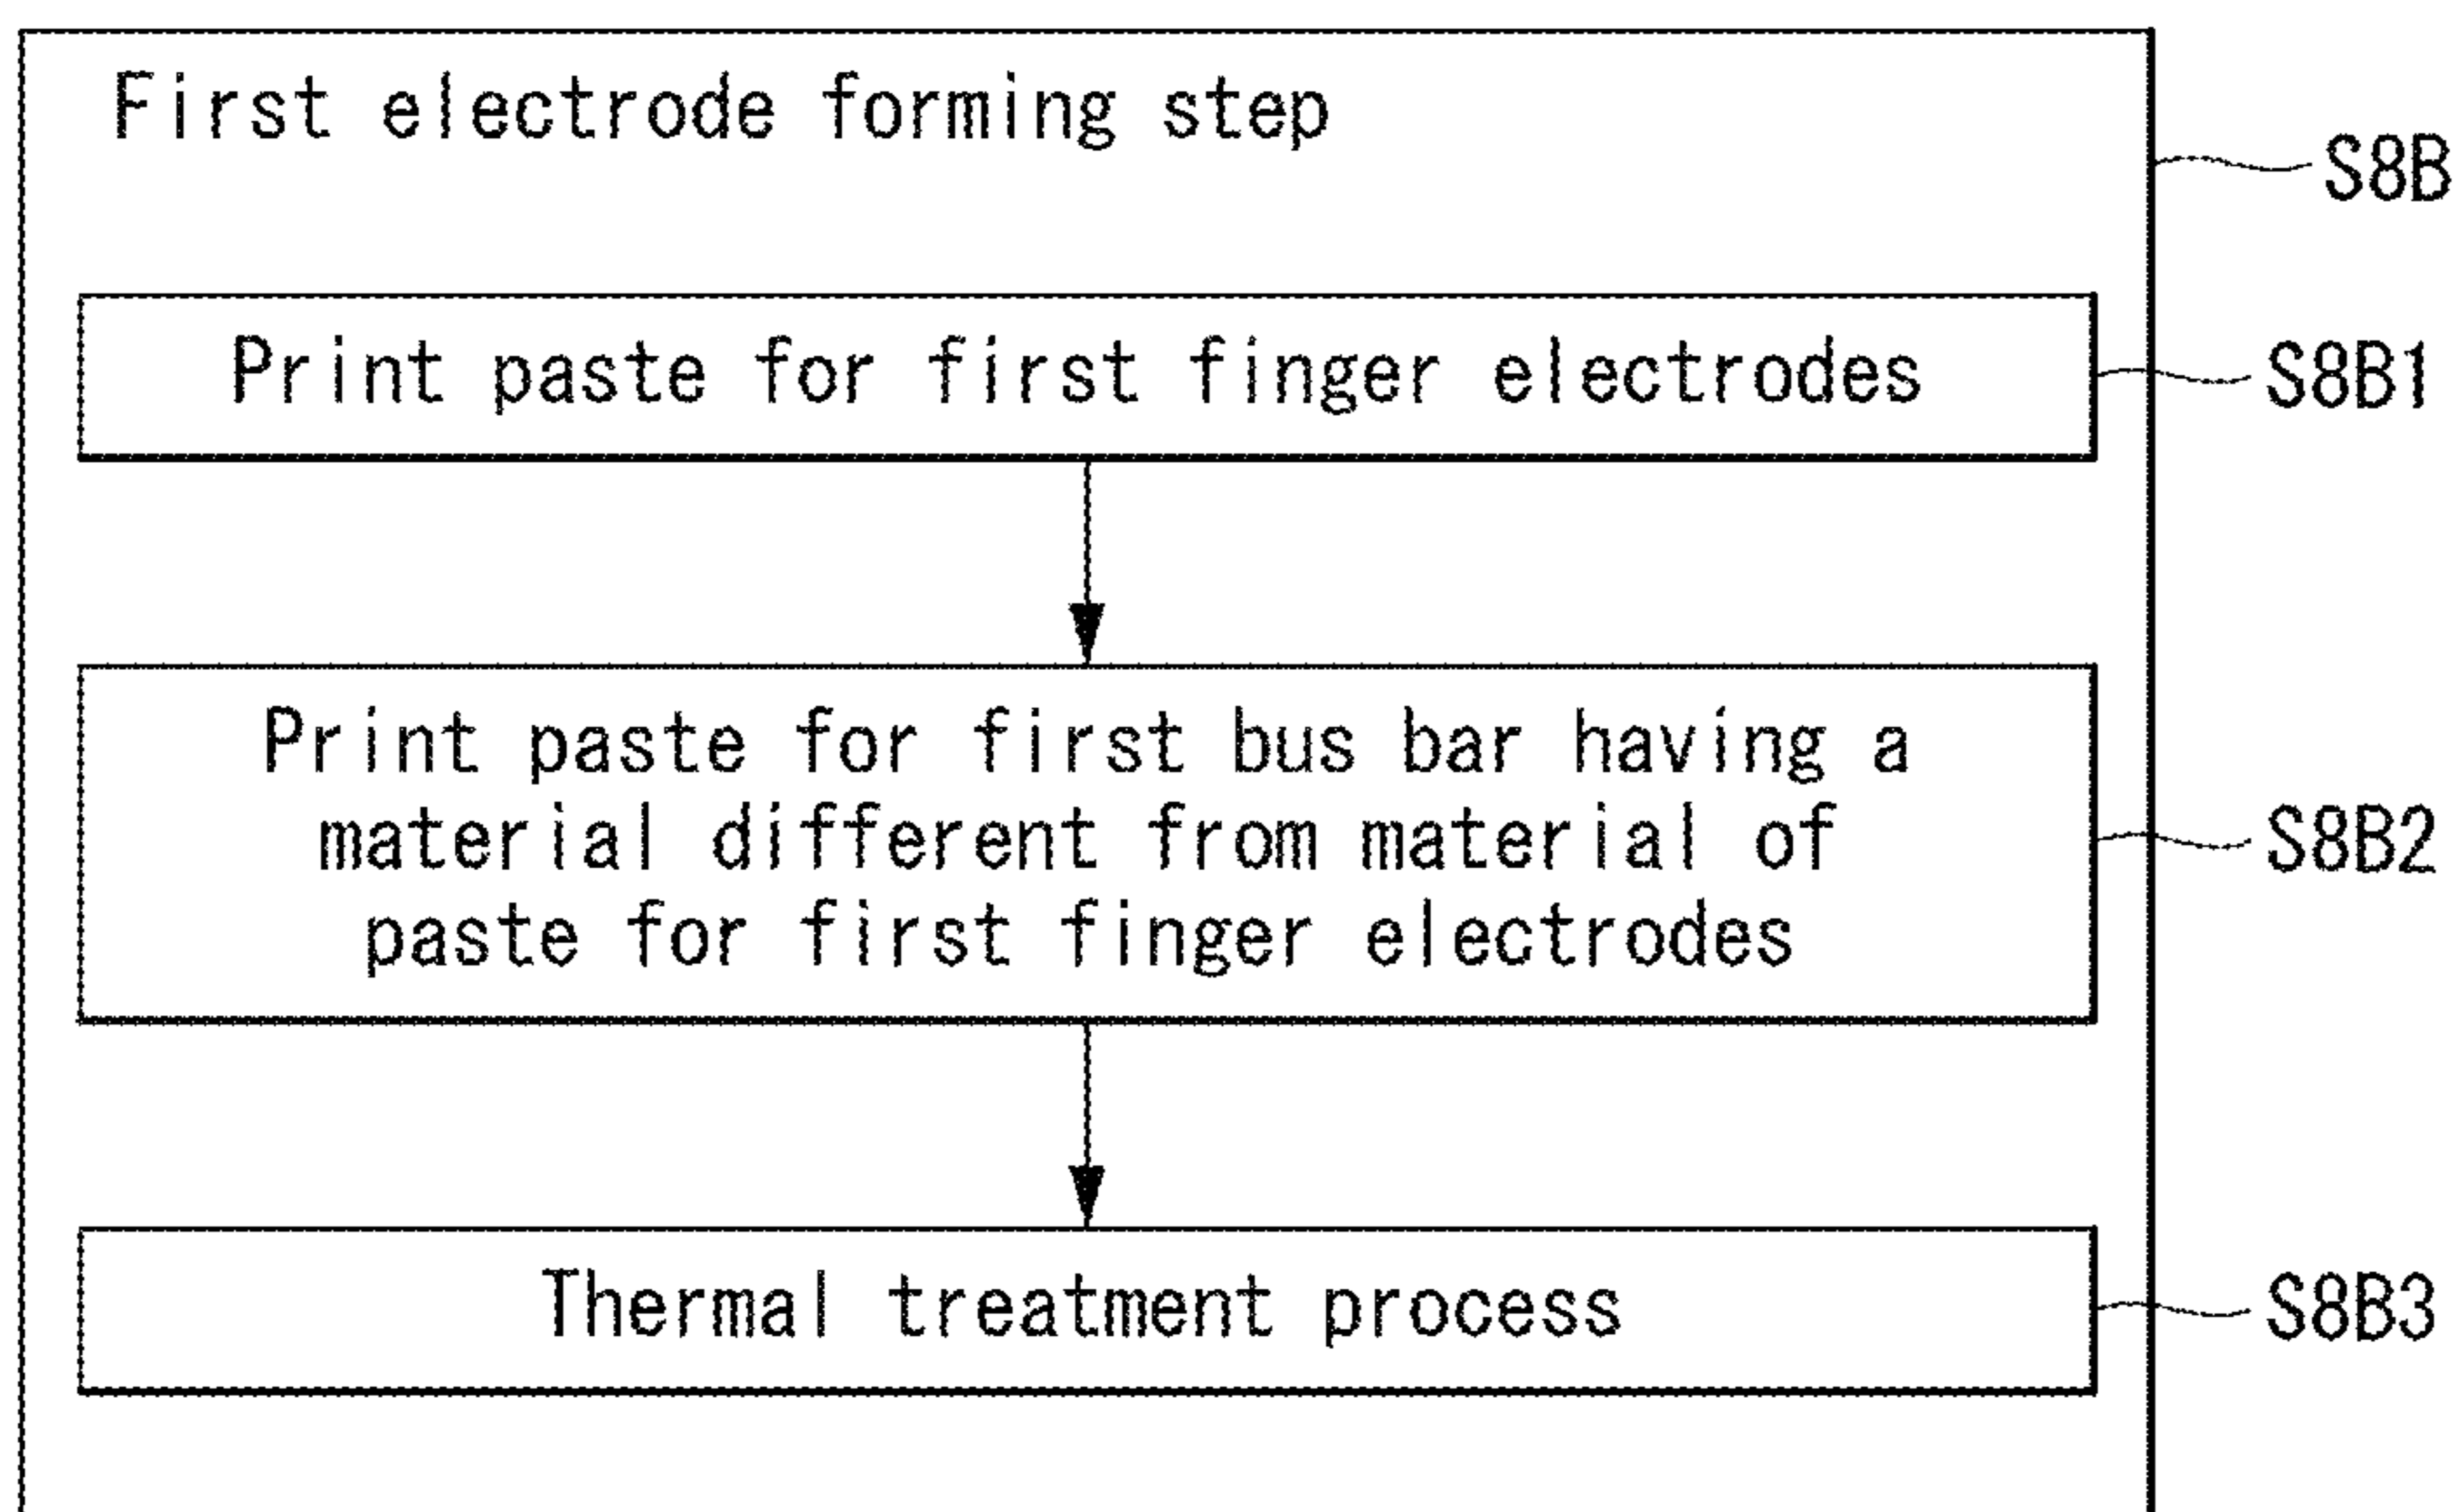 First electrode forming step
S8B
Print paste for first finger electrodes
S8B1
Print paste for first bus bar having a
material different from material of
paste for first finger electrodes
S8B2
Thermal treatment process
S8B3